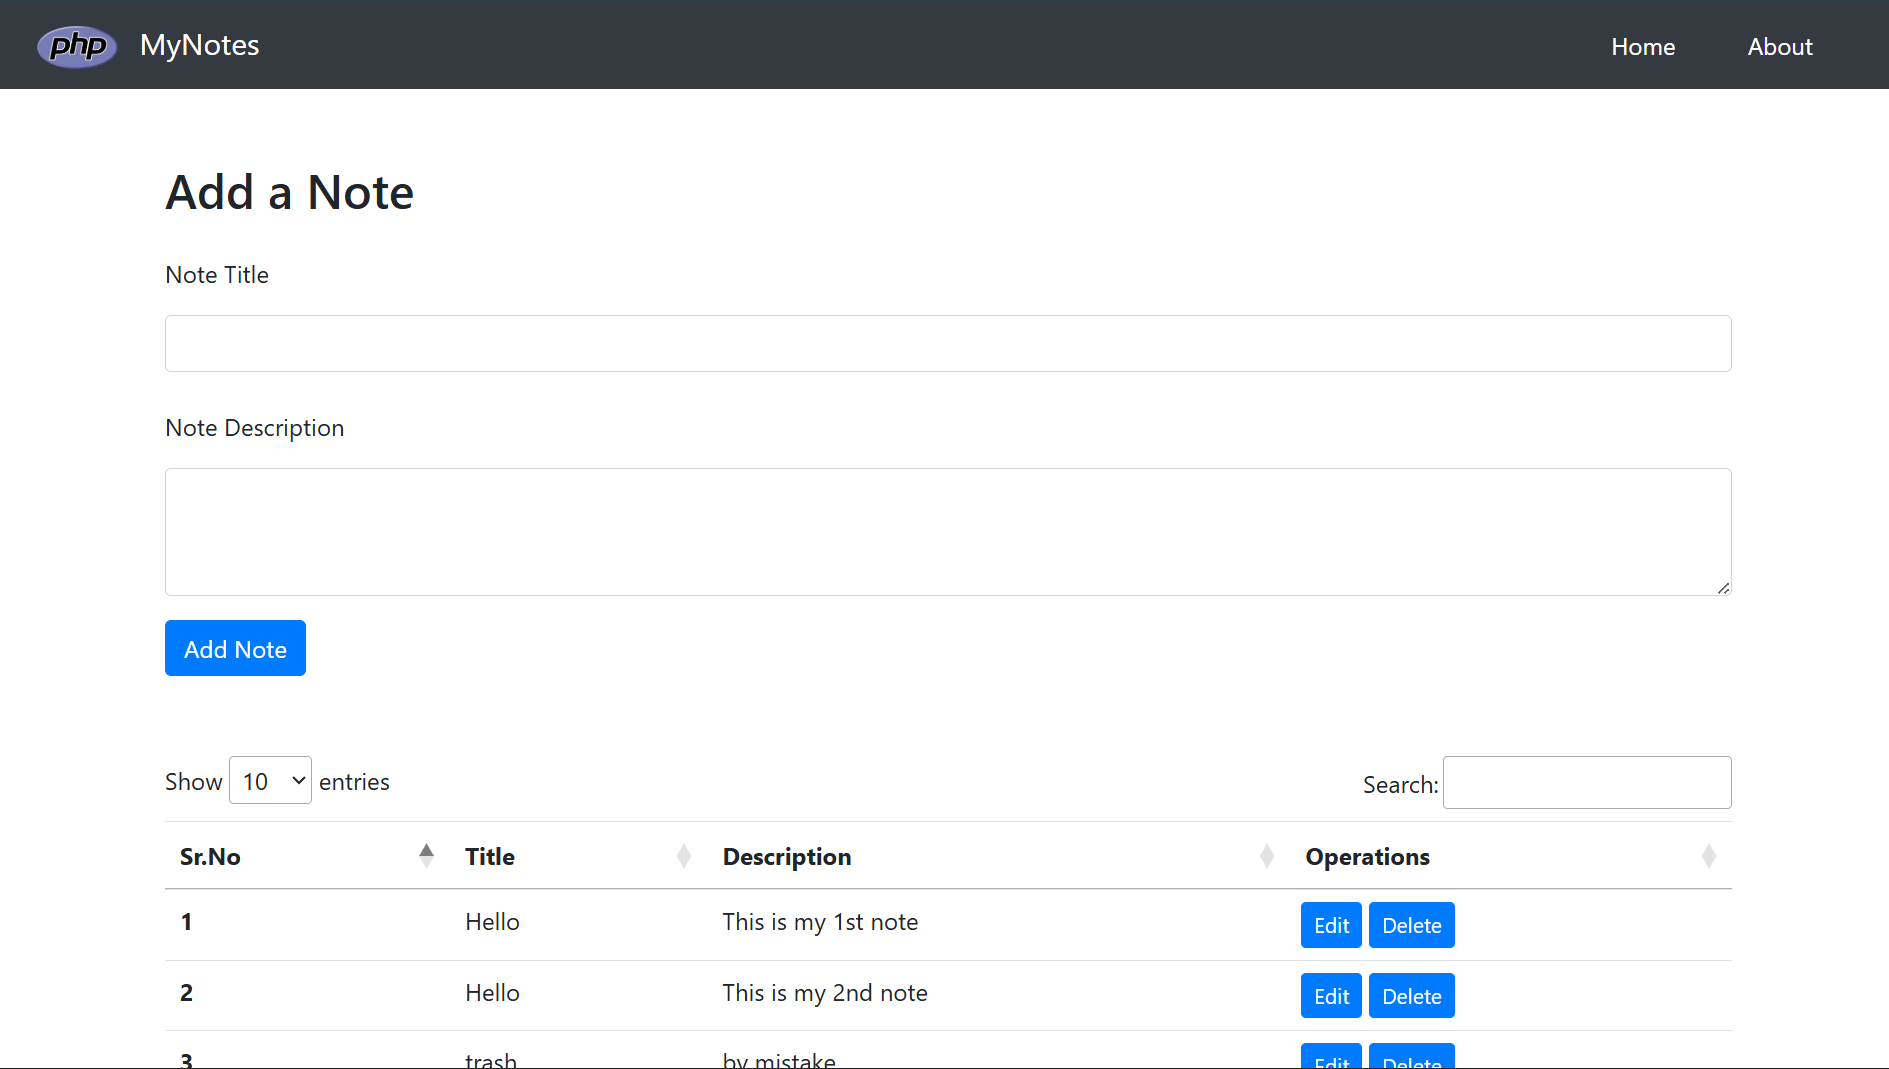 php MyNotes Home About
Add a Note
Note Title
Note Description
Add Note
Show 10 entries Search:
Sr.No Title Description Operations
1 Hello This is my 1st note Edit Delete
2 Hello This is my 2nd note Edit Delete
3 trash by mistake Edit Delete